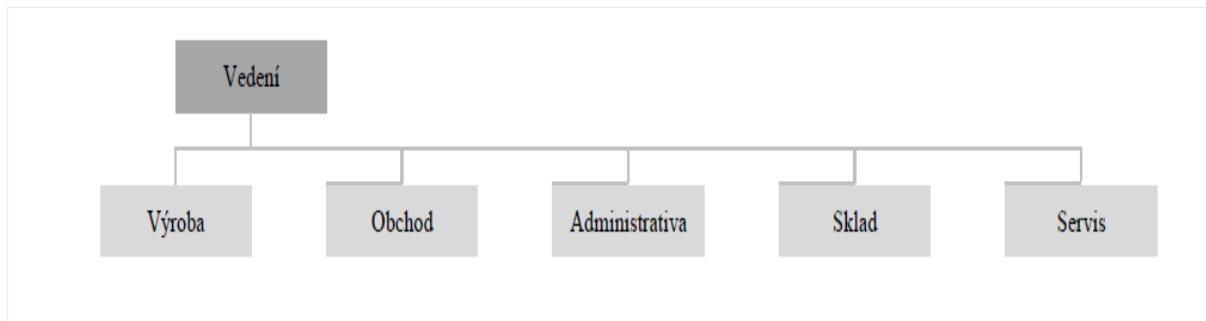 Vedení
Výroba
Obchod
Administrativa
Sklad
Servis